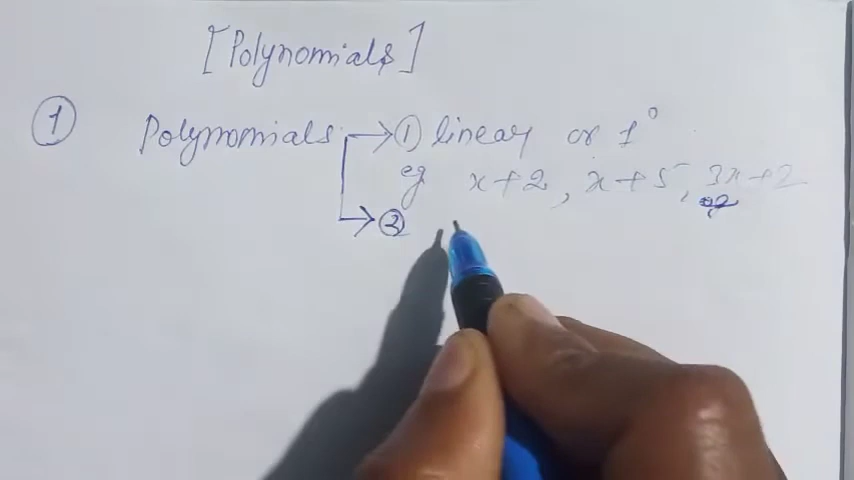 [Polynomials]
① Polynomials → ① linear or 1°
eg x+2, x+5, 3x+2
→ ②